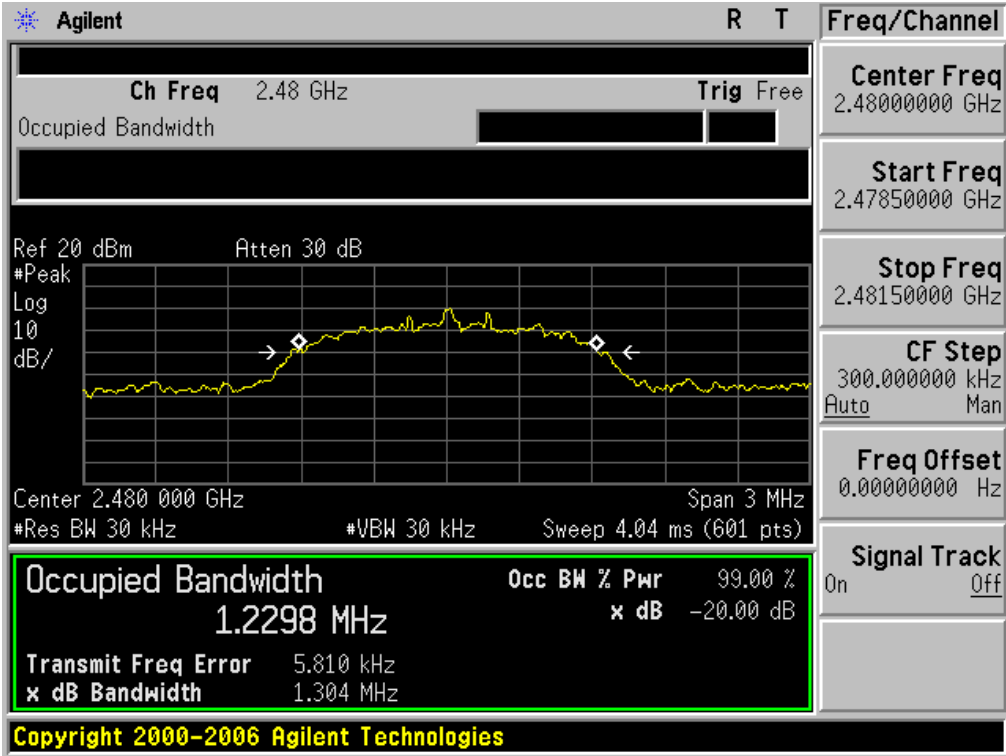 Agilent R T Freq/Channel
Ch Freq 2.48 GHz Trig Free
Occupied Bandwidth
Center Freq
2.48000000 GHz
Start Freq
2.47850000 GHz
Stop Freq
2.48150000 GHz
CF Step
300.000000 kHz
Auto Man
Freq Offset
0.00000000 Hz
Signal Track
On Off
Ref 20 dBm Atten 30 dB
#Peak
Log
10
dB/
Center 2.480 000 GHz Span 3 MHz
#Res BW 30 kHz #VBW 30 kHz Sweep 4.04 ms (601 pts)
Occupied Bandwidth Occ BW % Pwr 99.00 %
1.2298 MHz x dB -20.00 dB
Transmit Freq Error 5.810 kHz
x dB Bandwidth 1.304 MHz
Copyright 2000-2006 Agilent Technologies